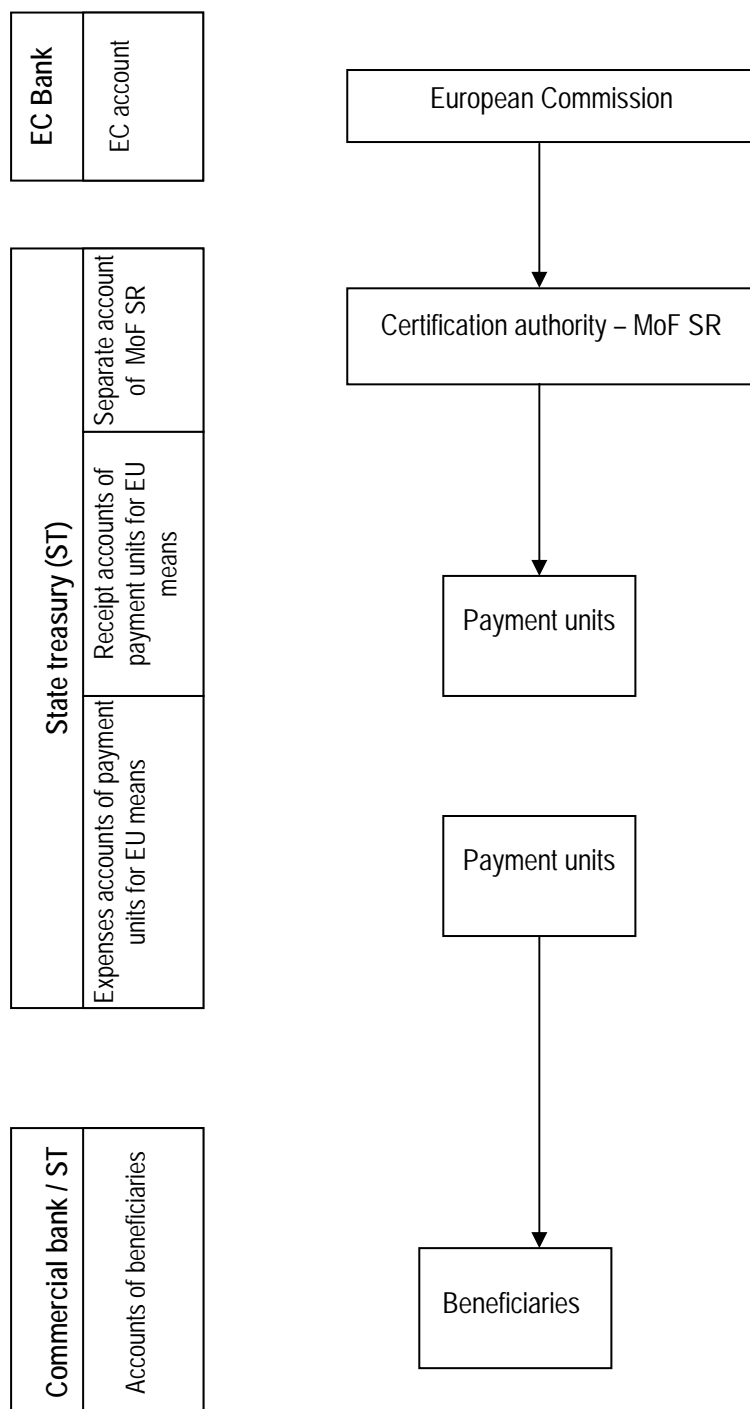 EC Bank
EC account
European Commission
State treasury (ST)
Separate account
of MoF SR
Certification authority – MoF SR
Receipt accounts of
payment units for EU
means
Payment units
Expenses accounts of payment
units for EU means
Payment units
Commercial bank / ST
Accounts of beneficiaries
Beneficiaries